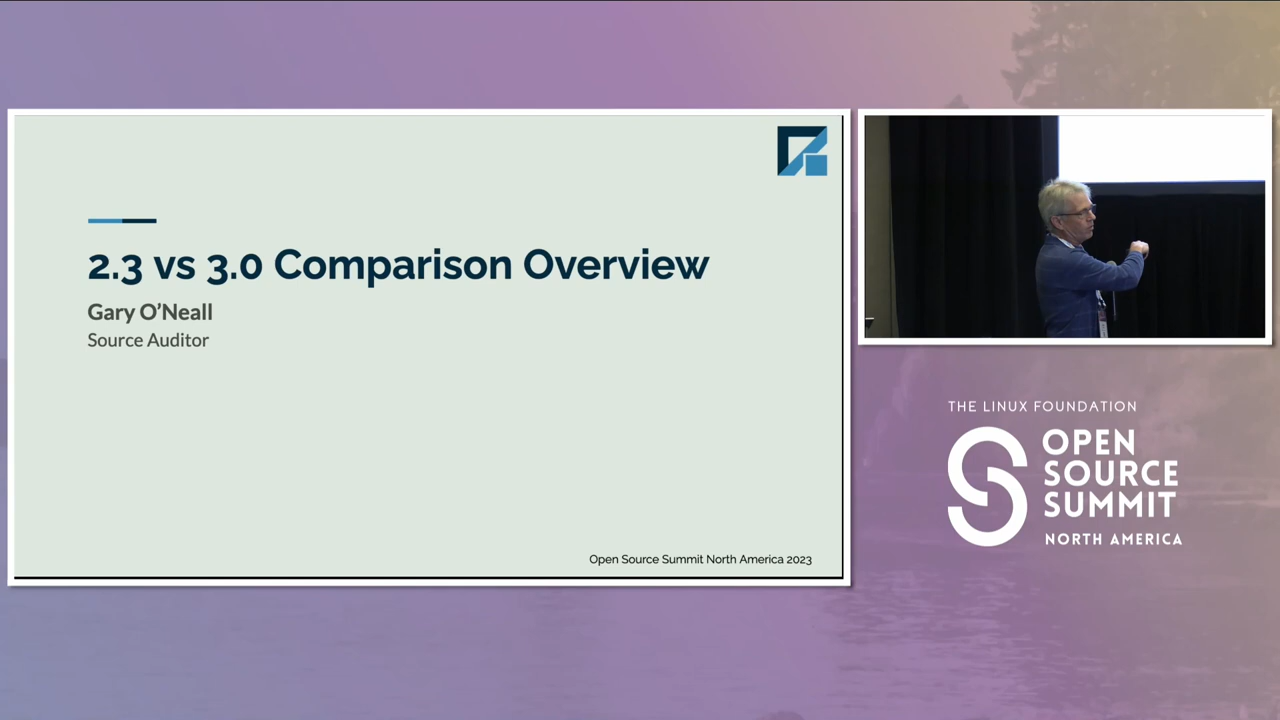 2.3 vs 3.0 Comparison Overview
Gary O’Neall
Source Auditor
Open Source Summit North America 2023
THE LINUX FOUNDATION
OPEN
SOURCE
SUMMIT
NORTH AMERICA